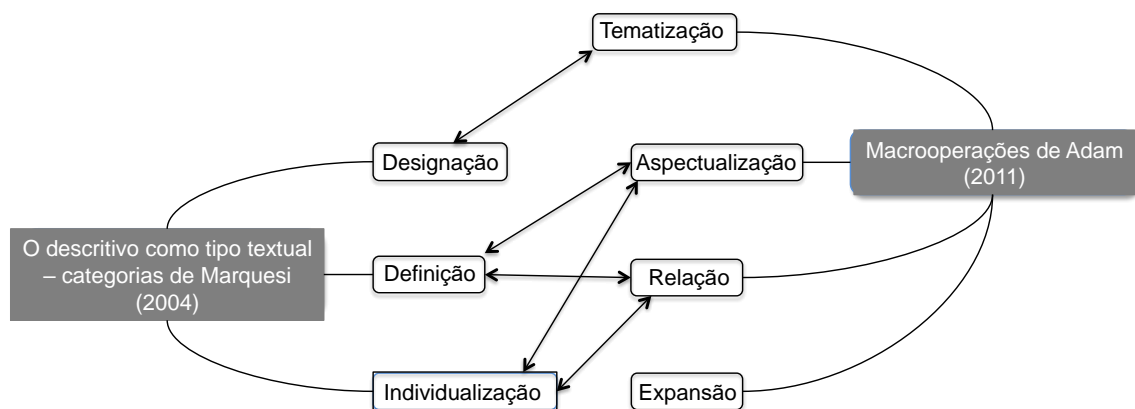 Tematização
Designação
Aspectualização
Macrooperações de Adam
(2011)
O descritivo como tipo textual
– categorias de Marquesi
(2004)
Definição
Relação
Individualização
Expansão